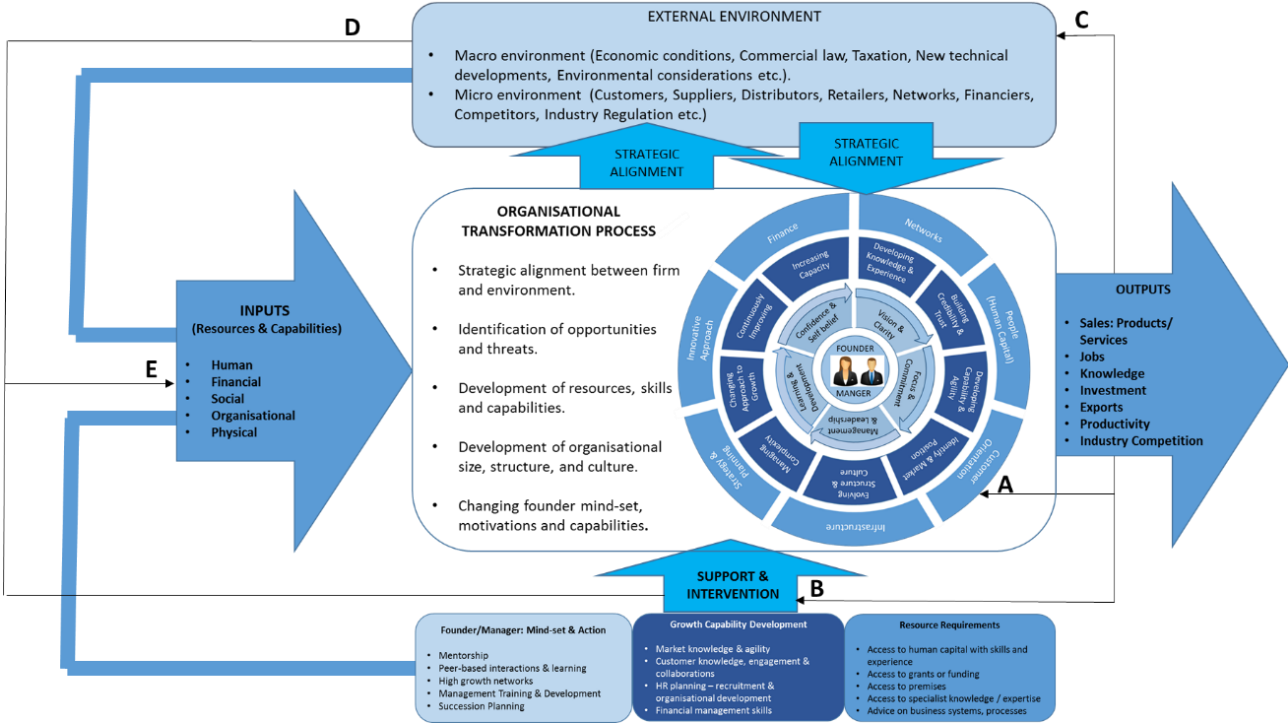 D
C
EXTERNAL ENVIRONMENT
• Macro environment (Economic conditions, Commercial law, Taxation, New technical
developments, Environmental considerations etc.).
• Micro environment (Customers, Suppliers, Distributors, Retailers, Networks, Financiers,
Competitors, Industry Regulation etc.)
STRATEGIC
ALIGNMENT
STRATEGIC
ALIGNMENT
INPUTS
(Resources & Capabilities)
• Human
• Financial
• Social
• Organisational
• Physical
E
ORGANISATIONAL
TRANSFORMATION PROCESS
• Strategic alignment between firm
and environment.
• Identification of opportunities
and threats.
• Development of resources, skills
and capabilities.
• Development of organisational
size, structure, and culture.
• Changing founder mind-set,
motivations and capabilities.
Finance
Networks
People
(Human Capital)
Customer
Orientation
Infrastructure
Strategy &
planning
Innovative
Approach
Increasing
Capacity
Developing
Knowledge &
Experience
Building
Credibility &
Trust
Developing
Capability &
Agility
Identify & Market
Position
Evolving
Structure &
Culture
Managing
Complexity
Changing
Approach to
Growth
Continuously
Improving
Confidence &
Self belief
Vision &
Clarity
Focus &
Commitment
Management
& Leadership
Learning &
Development
FOUNDER
MANGER
A
OUTPUTS
• Sales: Products/
Services
• Jobs
• Knowledge
• Investment
• Exports
• Productivity
• Industry Competition
SUPPORT &
INTERVENTION
B
Founder/Manager: Mind-set & Action
• Mentorship
• Peer-based interactions & learning
• High growth networks
• Management Training & Development
• Succession Planning
Growth Capability Development
• Market knowledge & agility
• Customer knowledge, engagement &
collaborations
• HR planning – recruitment &
organisational development
• Financial management skills
Resource Requirements
• Access to human capital with skills and
experience
• Access to grants or funding
• Access to premises
• Access to specialist knowledge / expertise
• Advice on business systems, processes